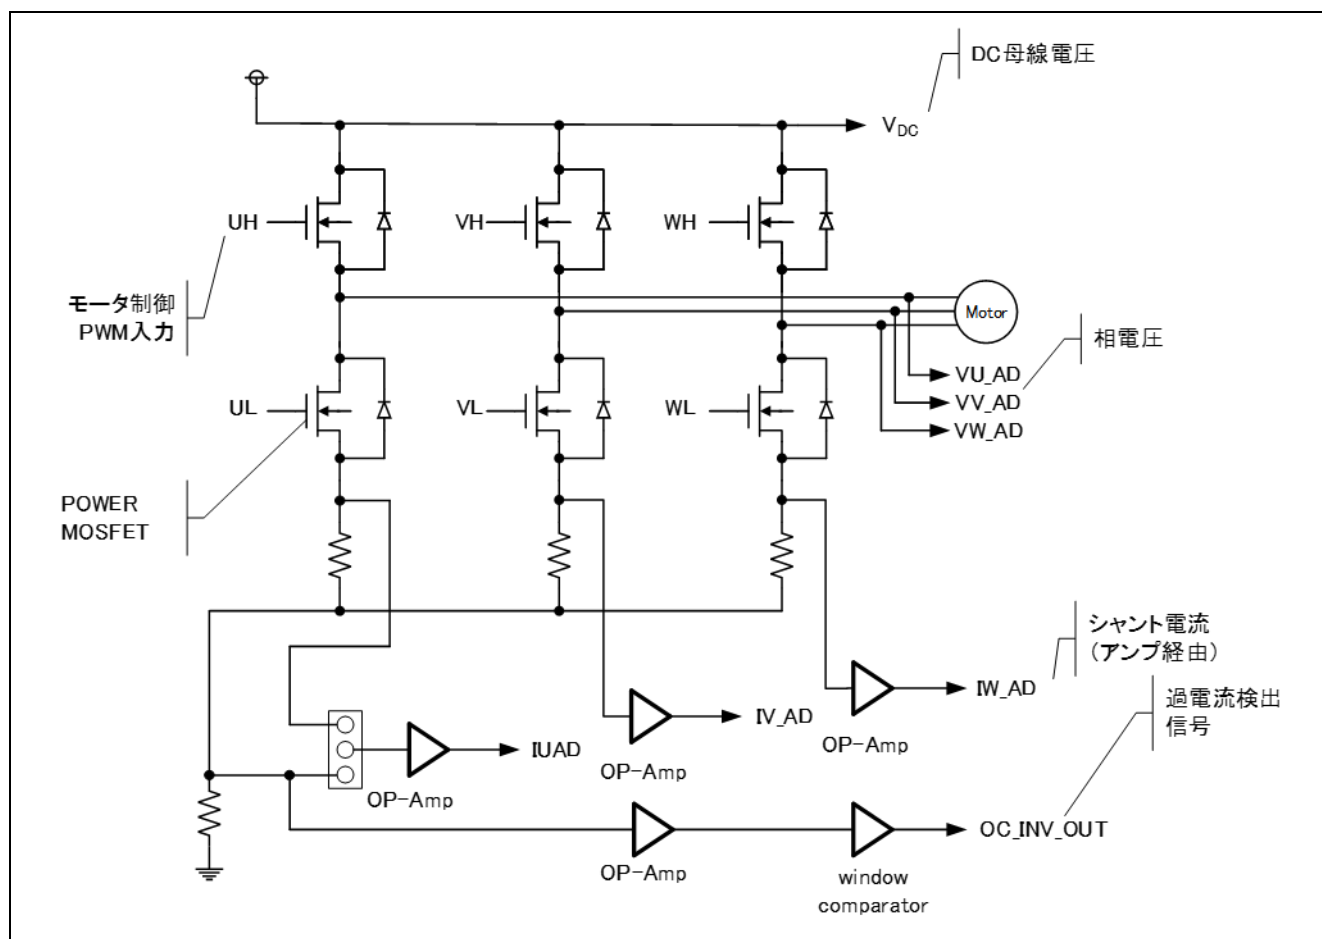 DC母線電圧
VDC
UH
VH
WH
モータ制御
PWM入力
Motor
相電圧
VU_AD
VV_AD
VW_AD
UL
VL
WL
POWER
MOSFET
シャント電流
（アンプ経由）
IW_AD
OP-Amp
過電流検出
信号
IV_AD
OP-Amp
IUAD
OP-Amp
OC_INV_OUT
OP-Amp
window
comparator